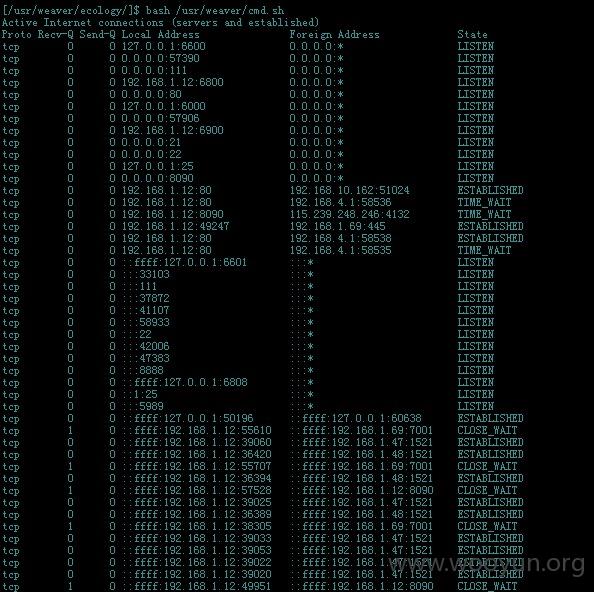 [/usr/weaver/ecology/]$ bash /usr/weaver/cmd.sh
Active Internet connections (servers and established)
Proto Recv-Q Send-Q Local Address Foreign Address State
tcp 0 0 127.0.0.1:6600 0.0.0.0:* LISTEN
tcp 0 0 0.0.0.0:57390 0.0.0.0:* LISTEN
tcp 0 0 0.0.0.0:111 0.0.0.0:* LISTEN
tcp 0 0 192.168.1.12:6800 0.0.0.0:* LISTEN
tcp 0 0 0.0.0.0:80 0.0.0.0:* LISTEN
tcp 0 0 127.0.0.1:6000 0.0.0.0:* LISTEN
tcp 0 0 0.0.0.0:57906 0.0.0.0:* LISTEN
tcp 0 0 192.168.1.12:6900 0.0.0.0:* LISTEN
tcp 0 0 0.0.0.0:21 0.0.0.0:* LISTEN
tcp 0 0 0.0.0.0:22 0.0.0.0:* LISTEN
tcp 0 0 127.0.0.1:25 0.0.0.0:* LISTEN
tcp 0 0 0.0.0.0:8090 0.0.0.0:* LISTEN
tcp 0 0 192.168.1.12:80 192.168.10.162:51024 ESTABLISHED
tcp 0 0 192.168.1.12:80 192.168.4.1:58536 TIME_WAIT
tcp 0 0 192.168.1.12:8090 115.239.248.246:4132 TIME_WAIT
tcp 0 0 192.168.1.12:49247 192.168.1.69:445 ESTABLISHED
tcp 0 0 192.168.1.12:80 192.168.4.1:58538 ESTABLISHED
tcp 0 0 192.168.1.12:80 192.168.4.1:58535 TIME_WAIT
tcp 0 0 ::ffff:127.0.0.1:6601 :::* LISTEN
tcp 0 0 :::33103 :::* LISTEN
tcp 0 0 :::111 :::* LISTEN
tcp 0 0 :::37872 :::* LISTEN
tcp 0 0 :::41107 :::* LISTEN
tcp 0 0 :::58933 :::* LISTEN
tcp 0 0 :::22 :::* LISTEN
tcp 0 0 :::42006 :::* LISTEN
tcp 0 0 :::47383 :::* LISTEN
tcp 0 0 :::8888 :::* LISTEN
tcp 0 0 ::ffff:127.0.0.1:6808 :::* LISTEN
tcp 0 0 ::1:25 :::* LISTEN
tcp 0 0 :::5989 :::* LISTEN
tcp 0 0 ::ffff:127.0.0.1:50196 ::ffff:127.0.0.1:60638 ESTABLISHED
tcp 1 0 ::ffff:192.168.1.12:55610 ::ffff:192.168.1.69:7001 CLOSE_WAIT
tcp 0 0 ::ffff:192.168.1.12:39060 ::ffff:192.168.1.47:1521 ESTABLISHED
tcp 0 0 ::ffff:192.168.1.12:36420 ::ffff:192.168.1.48:1521 ESTABLISHED
tcp 1 0 ::ffff:192.168.1.12:55707 ::ffff:192.168.1.69:7001 CLOSE_WAIT
tcp 0 0 ::ffff:192.168.1.12:36394 ::ffff:192.168.1.48:1521 ESTABLISHED
tcp 1 0 ::ffff:192.168.1.12:57528 ::ffff:192.168.1.12:8090 CLOSE_WAIT
tcp 0 0 ::ffff:192.168.1.12:39025 ::ffff:192.168.1.47:1521 ESTABLISHED
tcp 0 0 ::ffff:192.168.1.12:36389 ::ffff:192.168.1.48:1521 ESTABLISHED
tcp 1 0 ::ffff:192.168.1.12:38305 ::ffff:192.168.1.69:7001 CLOSE_WAIT
tcp 0 0 ::ffff:192.168.1.12:39033 ::ffff:192.168.1.47:1521 ESTABLISHED
tcp 0 0 ::ffff:192.168.1.12:39053 ::ffff:192.168.1.47:1521 ESTABLISHED
tcp 0 0 ::ffff:192.168.1.12:39022 ::ffff:192.168.1.47:1521 ESTABLISHED
tcp 0 0 ::ffff:192.168.1.12:39020 ::ffff:192.168.1.47:1521 ESTABLISHED
tcp 1 0 ::ffff:192.168.1.12:49951 ::ffff:192.168.1.12:8090 CLOSE_WAIT
www.wooyun.org